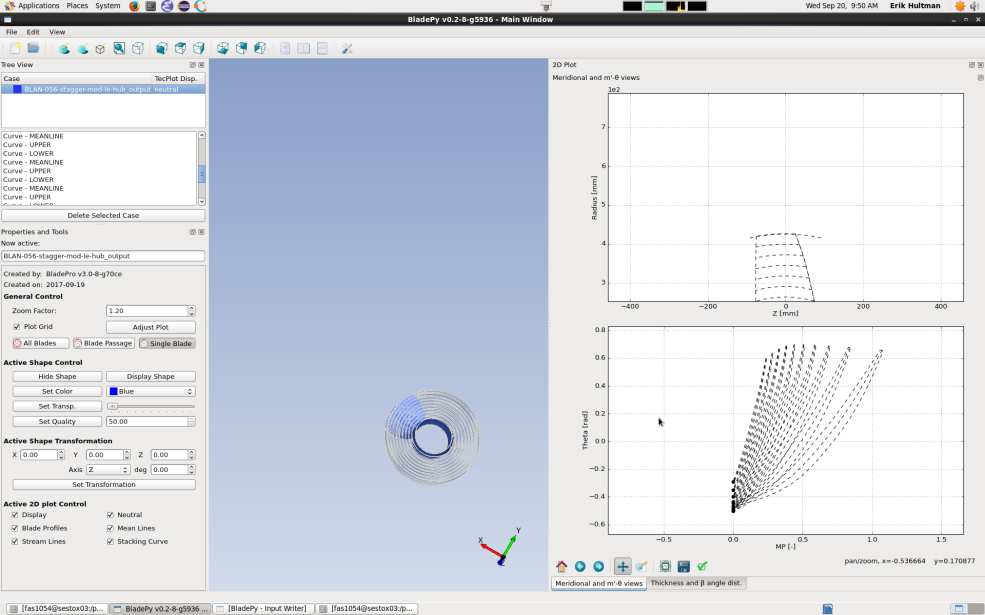 Applications Places System Wed Sep 20, 9:50 AM Erik Hultman
BladePy v0.2-8-g5936 - Main Window
File Edit View
Tree View
Case TecPlot Disp.
BLAN-056-stagger-mod-le-hub_output neutral
Curve - MEANLINE
Curve - UPPER
Curve - LOWER
Curve - MEANLINE
Curve - UPPER
Curve - LOWER
Curve - MEANLINE
Curve - UPPER
Curve - LOWER
Delete Selected Case
Properties and Tools
Now active:
BLAN-056-stagger-mod-le-hub_output
Created by: BladePro v3.0-8-g70ce
Created on: 2017-09-19
General Control
Zoom Factor: 1.20
Plot Grid Adjust Plot
All Blades Blade Passage Single Blade
Active Shape Control
Hide Shape Display Shape
Set Color Blue
Set Transp.
Set Quality 50.00
Active Shape Transformation
X 0.00 Y 0.00 Z 0.00
Axis Z deg 0.00
Set Transformation
Active 2D plot Control
Display Neutral
Blade Profiles Mean Lines
Stream Lines Stacking Curve
X Y Z
2D Plot
Meridional and m'-θ views
1e2
7
6
5
4
3
Radius [mm]
−400 −200 0 200 400
Z [mm]
0.8
0.6
0.4
0.2
0.0
−0.2
−0.4
−0.6
Theta [rad]
−0.5 0.0 0.5 1.0 1.5
MP [-]
pan/zoom, x=-0.536664 y=0.170877
Meridional and m'-θ views Thickness and β angle dist.
[fas1054@sestox03:/p... BladePy v0.2-8-g5936 ... [BladePy - Input Writer] [fas1054@sestox03:/p...